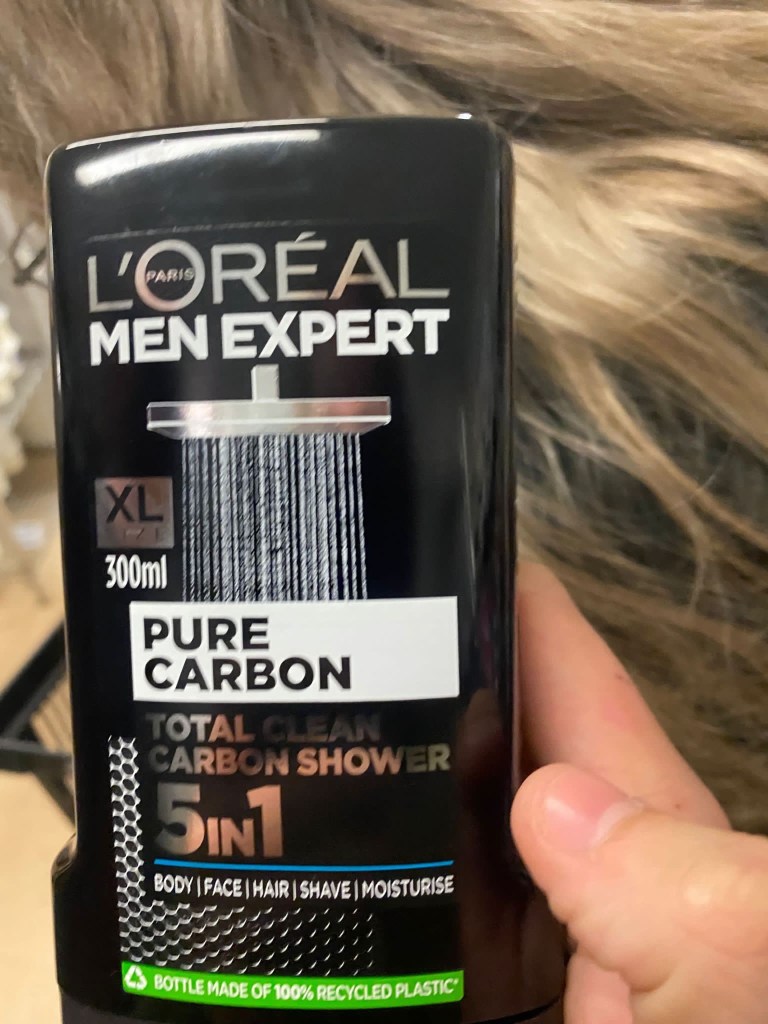 L'ORÉAL
PARIS
MEN EXPERT
XL
300ml
PURE
CARBON
TOTAL CLEAN
CARBON SHOWER
5IN1
BODY | FACE | HAIR | SHAVE | MOISTURISE
BOTTLE MADE OF 100% RECYCLED PLASTIC*